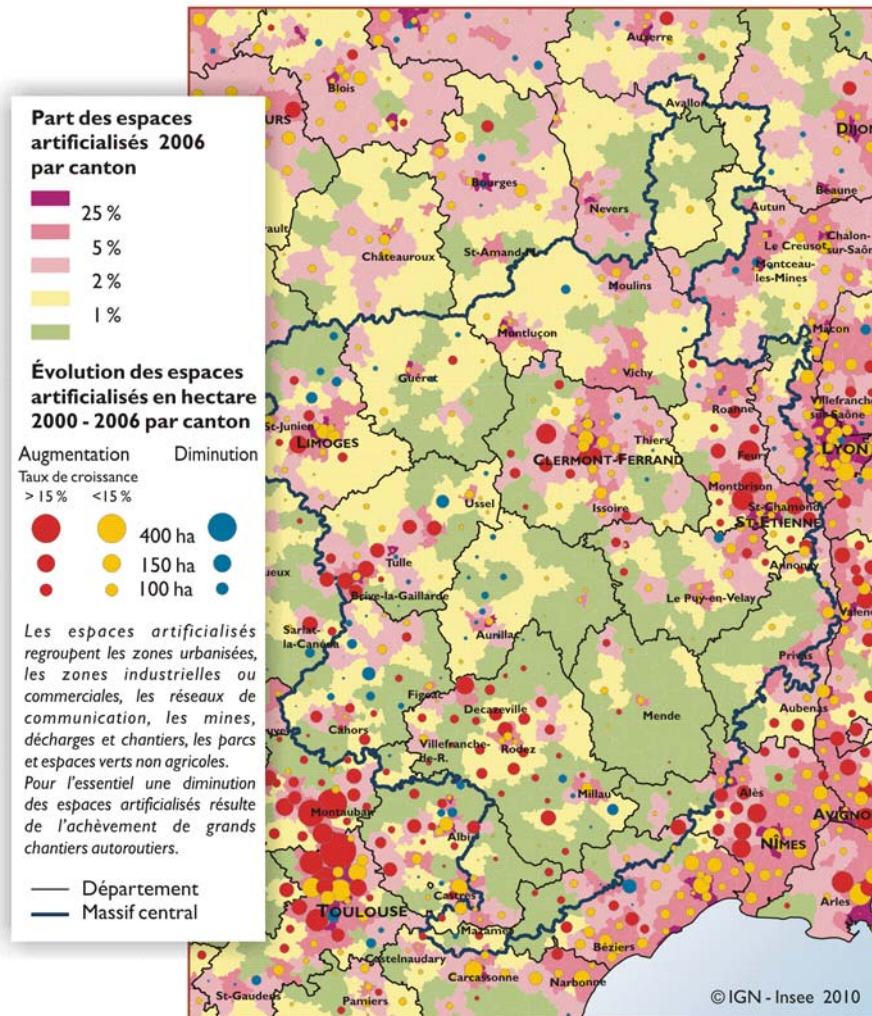 Part des espaces
artificialisés 2006
par canton
25 %
5 %
2 %
1 %
Évolution des espaces
artificialisés en hectare
2000 - 2006 par canton
Augmentation
Diminution
Taux de croissance
> 15 %
<15 %
400 ha
150 ha
100 ha
Les espaces artificialisés
regroupent les zones urbanisées,
les zones industrielles ou
commerciales, les réseaux de
communication, les mines,
décharges et chantiers, les parcs
et espaces verts non agricoles.
Pour l'essentiel une diminution
des espaces artificialisés résulte
de l'achèvement de grands
chantiers autoroutiers.
Département
Massif central
Auxerre
Blois
URS
Avallon
DIJO
Bourges
Nevers
Beaune
Autun
rault
Châteauroux
St-Amand-M.
Le Creusot
Chalon-
sur-Saôn
Montceau-
les-Mines
Moulins
Montluçon
Mâcon
Guéret
Vichy
Villefranche-
sur-Saône
Roanne
St-Junien
LIMOGES
Thiers
Feurs
LYON
CLERMONT-FERRAND
Montbrison
Ussel
Issoire
St-Chamond
ST-ÉTIENNE
Tulle
Annonay
ueux
Brive-la-Gaillarde
Le Puy-en-Velay
Valen
Sarlat-
la-Canéda
Aurillac
Privas
Figeac
Decazeville
Mende
Aubenas
Cahors
Villefranche-
de-R.
Rodez
Millau
Alès
Montauban
AVIGNO
Albi
NÎMES
Castres
Arles
TOULOUSE
Mazamet
Béziers
Castelnaudary
Carcassonne
Narbonne
St-Gaudens
Pamiers
© IGN - Insee 2010